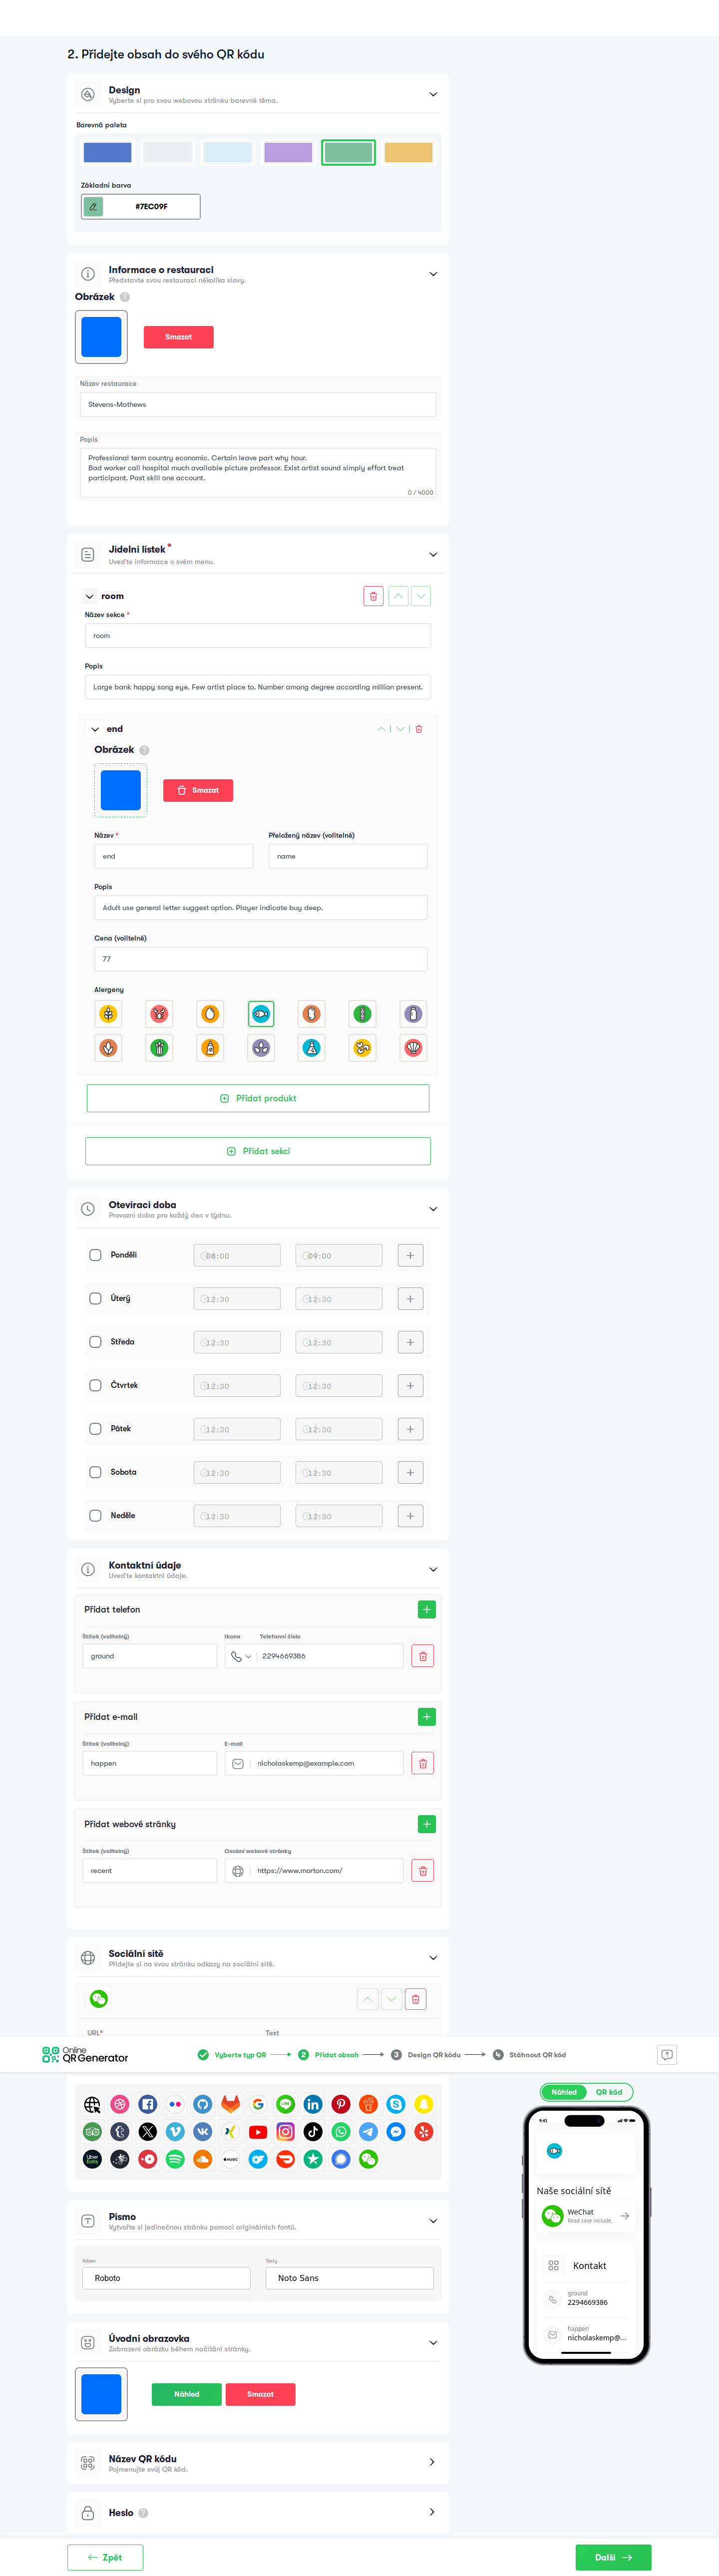 2. Přidejte obsah do svého QR kódu
Design
Vyberte si pro svou webovou stránku barevné téma.
Barevná paleta
Základní barva
#7EC09F
Informace o restauraci
Představte svou restauraci několika slovy.
Obrázek ?
Smazat
Název restaurace
Stevens-Mathews
Popis
Professional term country economic. Certain leave part why hour.
Bad worker call hospital much available picture professor. Exist artist sound simply effort treat
participant. Past skill one account.
0 / 4000
Jídelní lístek *
Uveďte informace o svém menu.
room
Název sekce *
room
Popis
Large bank happy song eye. Few artist place to. Number among degree according million present.
end
Obrázek ?
Smazat
Název *
Přeložený název (volitelné)
end
name
Popis
Adult use general letter suggest option. Player indicate buy deep.
Cena (volitelně)
77
Alergeny
Přidat produkt
Přidat sekci
Otevírací doba
Provozní doba pro každý den v týdnu.
Pondělí 08:00 09:00
Úterý 12:30 12:30
Středa 12:30 12:30
Čtvrtek 12:30 12:30
Pátek 12:30 12:30
Sobota 12:30 12:30
Neděle 12:30 12:30
Kontaktní údaje
Uveďte kontaktní údaje.
Přidat telefon
Štítek (volitelný) Ikona Telefonní číslo
ground 2294669386
Přidat e-mail
Štítek (volitelný) E-mail
happen nicholaskemp@example.com
Přidat webové stránky
Štítek (volitelný) Osobní webové stránky
recent https://www.morton.com/
Sociální sítě
Přidejte si na svou stránku odkazy na sociální sítě.
URL* Text
Online
QR Generator
Vyberte typ QR
2 Přidat obsah
3 Design QR kódu
4 Stáhnout QR kód
Náhled QR kód
9:41
Naše sociální sítě
WeChat
Read save include.
Kontakt
ground
2294669386
happen
nicholaskemp@...
Uber
Eats
MUSIC
Písmo
Vytvořte si jedinečnou stránku pomocí originálních fontů.
Název Texty
Roboto Noto Sans
Úvodní obrazovka
Zobrazení obrázku během načítání stránky.
Náhled Smazat
Název QR kódu
Pojmenujte svůj QR kód.
Heslo ?
Zpět
Další